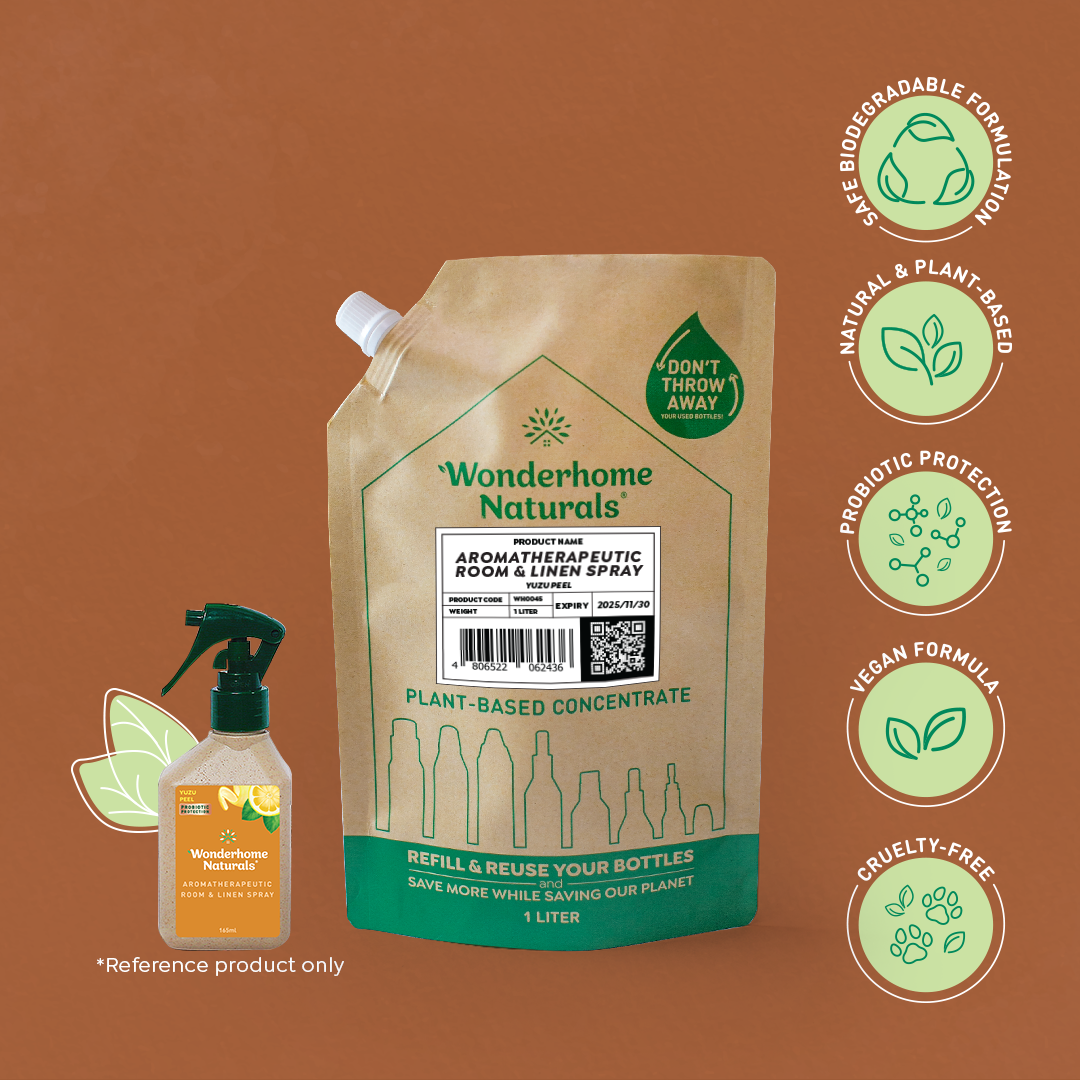 DON'T
THROW
AWAY
YOUR USED BOTTLES!
Wonderhome
Naturals®
PRODUCT NAME
AROMATHERAPEUTIC
ROOM & LINEN SPRAY
YUZU PEEL
PRODUCT CODE WH0045
WEIGHT 1 LITER
EXPIRY 2025/11/30
4 806522 062436
PLANT-BASED CONCENTRATE
REFILL & REUSE YOUR BOTTLES
and
SAVE MORE WHILE SAVING OUR PLANET
1 LITER
YUZU
PEEL
PROBIOTIC
PROTECTION
Wonderhome
Naturals®
AROMATHERAPEUTIC
ROOM & LINEN SPRAY
165ml
*Reference product only
SAFE BIODEGRADABLE FORMULATION
NATURAL & PLANT-BASED
PROBIOTIC PROTECTION
VEGAN FORMULA
CRUELTY-FREE